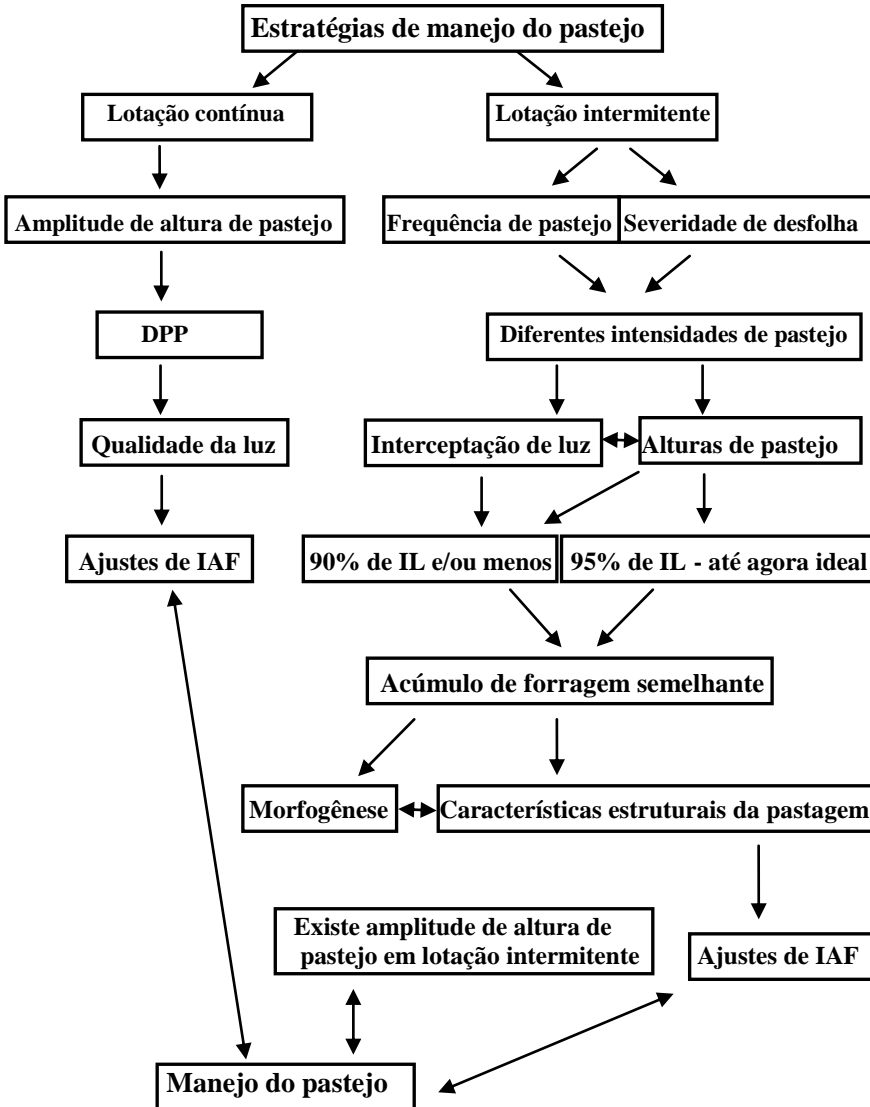 Estratégias de manejo do pastejo
Lotação contínua
Lotação intermitente
Amplitude de altura de pastejo
Frequência de pastejo
Severidade de desfolha
DPP
Diferentes intensidades de pastejo
Qualidade da luz
Interceptação de luz
Alturas de pastejo
Ajustes de IAF
90% de IL e/ou menos
95% de IL - até agora ideal
Acúmulo de forragem semelhante
Morfogênese
Características estruturais da pastagem
Existe amplitude de altura de
pastejo em lotação intermitente
Ajustes de IAF
Manejo do pastejo